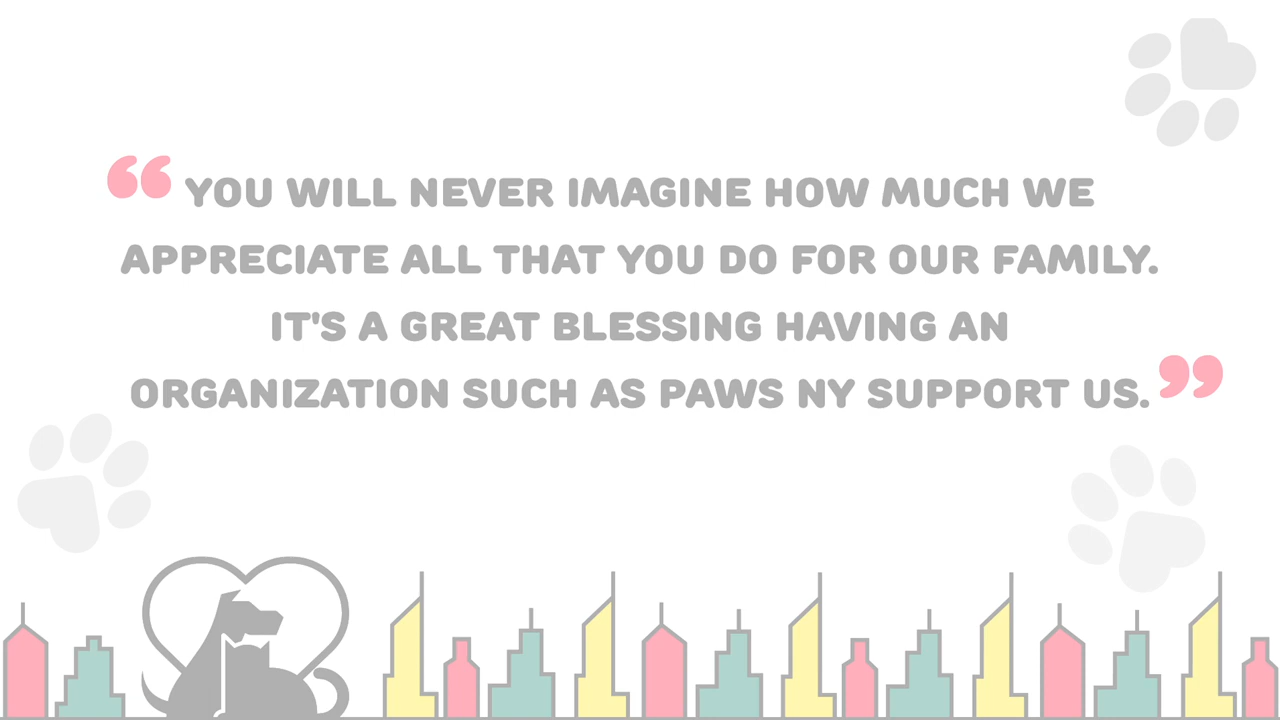 “YOU WILL NEVER IMAGINE HOW MUCH WE
APPRECIATE ALL THAT YOU DO FOR OUR FAMILY.
IT'S A GREAT BLESSING HAVING AN
ORGANIZATION SUCH AS PAWS NY SUPPORT US.”